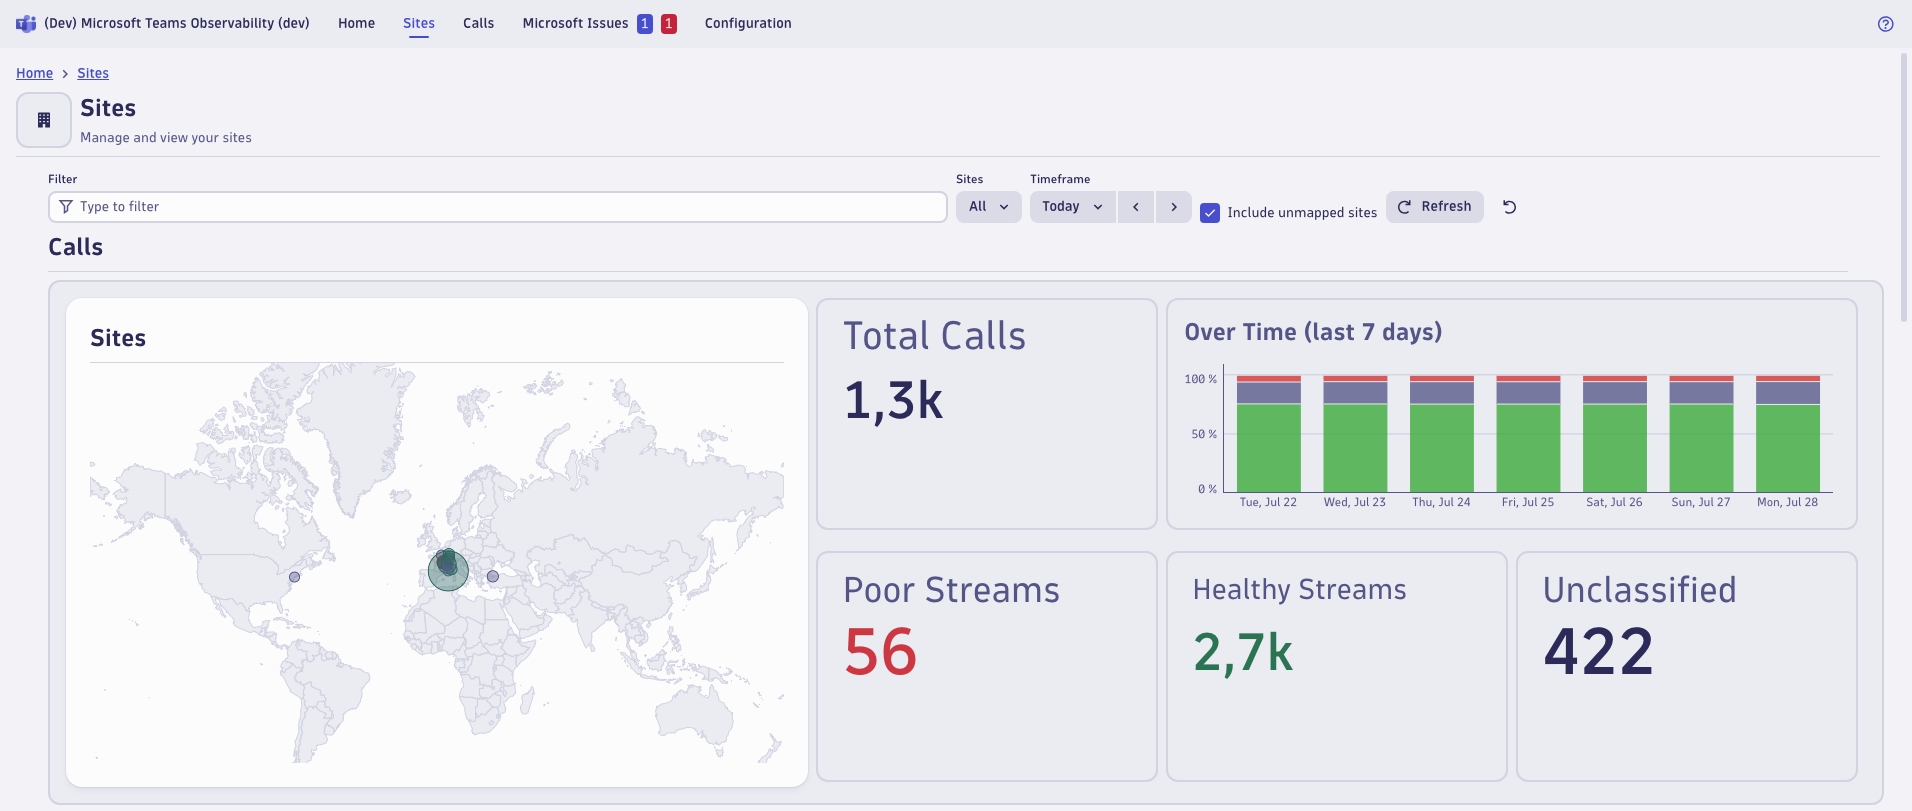 (Dev) Microsoft Teams Observability (dev) Home Sites Calls Microsoft Issues 1 1 Configuration
Home > Sites
Sites
Manage and view your sites
Filter
Type to filter
Sites
All
Timeframe
Today
Include unmapped sites
Refresh
Calls
Sites
Total Calls
1,3k
Over Time (last 7 days)
100 %
50 %
0 %
Tue, Jul 22 Wed, Jul 23 Thu, Jul 24 Fri, Jul 25 Sat, Jul 26 Sun, Jul 27 Mon, Jul 28
Poor Streams
56
Healthy Streams
2,7k
Unclassified
422